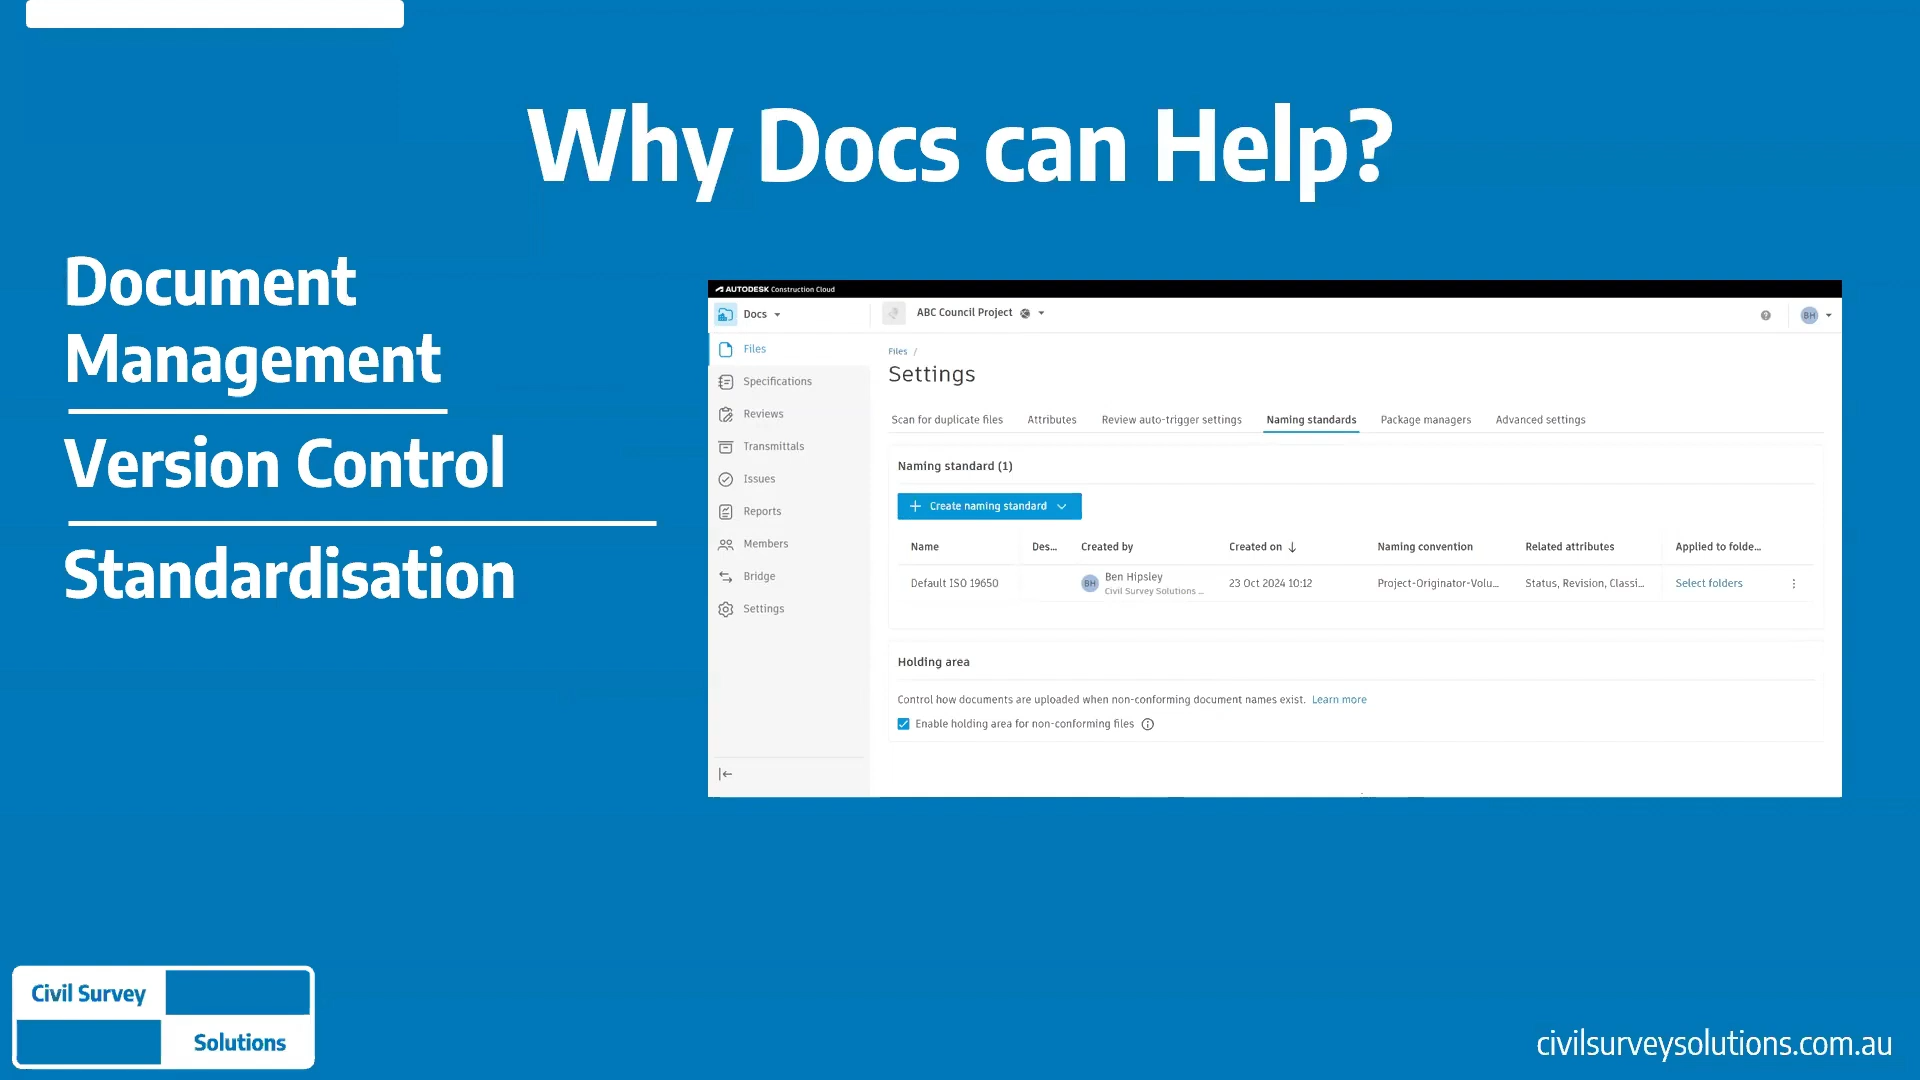 Why Docs can Help?
Document
Management
Version Control
Standardisation
AUTODESK Construction Cloud
Docs
ABC Council Project
BH
Files
Specifications
Reviews
Transmittals
Issues
Reports
Members
Bridge
Settings
Files /
Settings
Scan for duplicate files Attributes Review auto-trigger settings Naming standards Package managers Advanced settings
Naming standard (1)
+ Create naming standard
Name Des... Created by Created on ↓ Naming convention Related attributes Applied to folde...
Default ISO 19650 BH Ben Hipsley 23 Oct 2024 10:12 Project-Originator-Volu... Status, Revision, Classi... Select folders
Civil Survey Solutions ...
Holding area
Control how documents are uploaded when non-conforming document names exist. Learn more
Enable holding area for non-conforming files
Civil Survey
Solutions
civilsurveysolutions.com.au